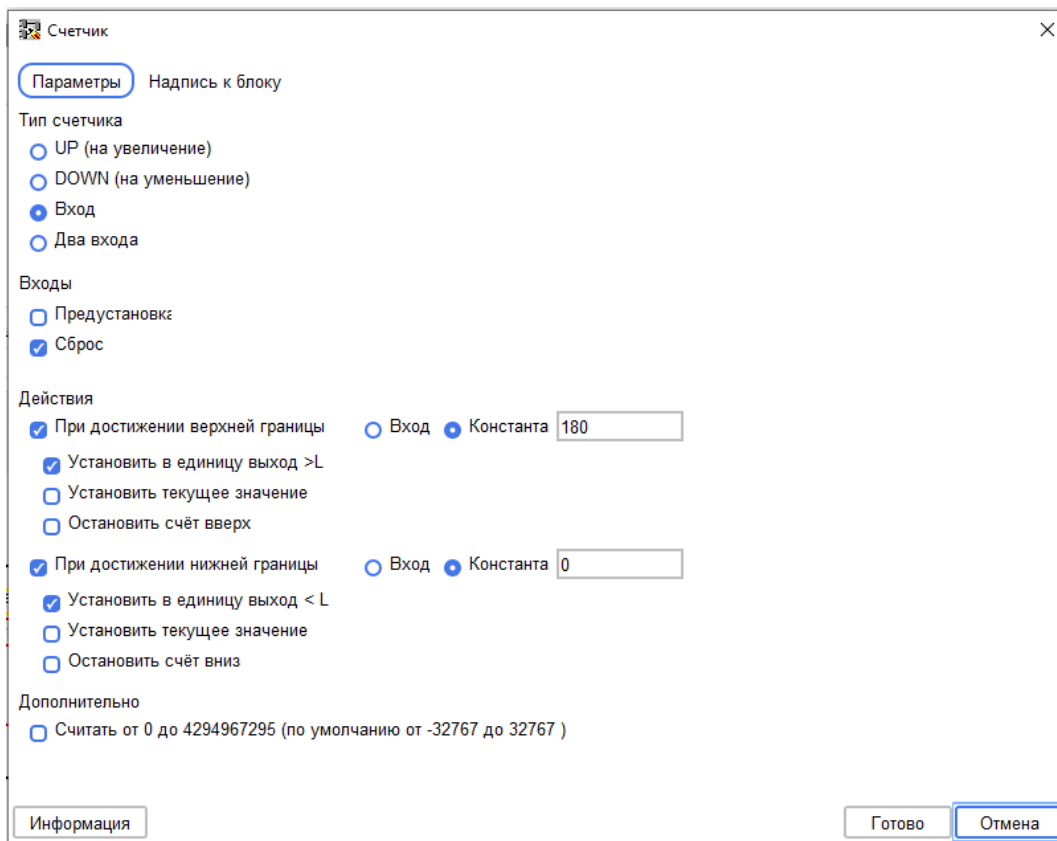 Счетчик
Параметры Надпись к блоку
Тип счетчика
UP (на увеличение)
DOWN (на уменьшение)
Вход
Два входа
Входы
Предустановка
Сброс
Действия
При достижении верхней границы Вход Константа 180
Установить в единицу выход >L
Установить текущее значение
Остановить счёт вверх
При достижении нижней границы Вход Константа 0
Установить в единицу выход < L
Установить текущее значение
Остановить счёт вниз
Дополнительно
Считать от 0 до 4294967295 (по умолчанию от -32767 до 32767 )
Информация Готово Отмена